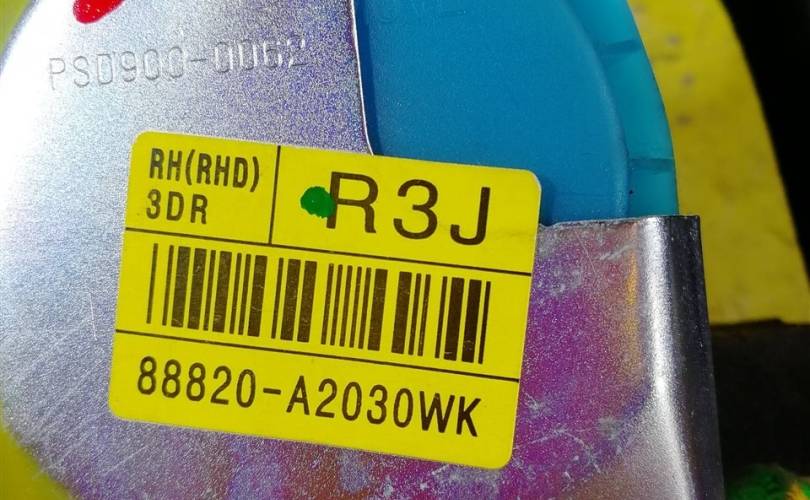 PSD900-0062
RH(RHD)
3DR
R3J
88820-A2030WK